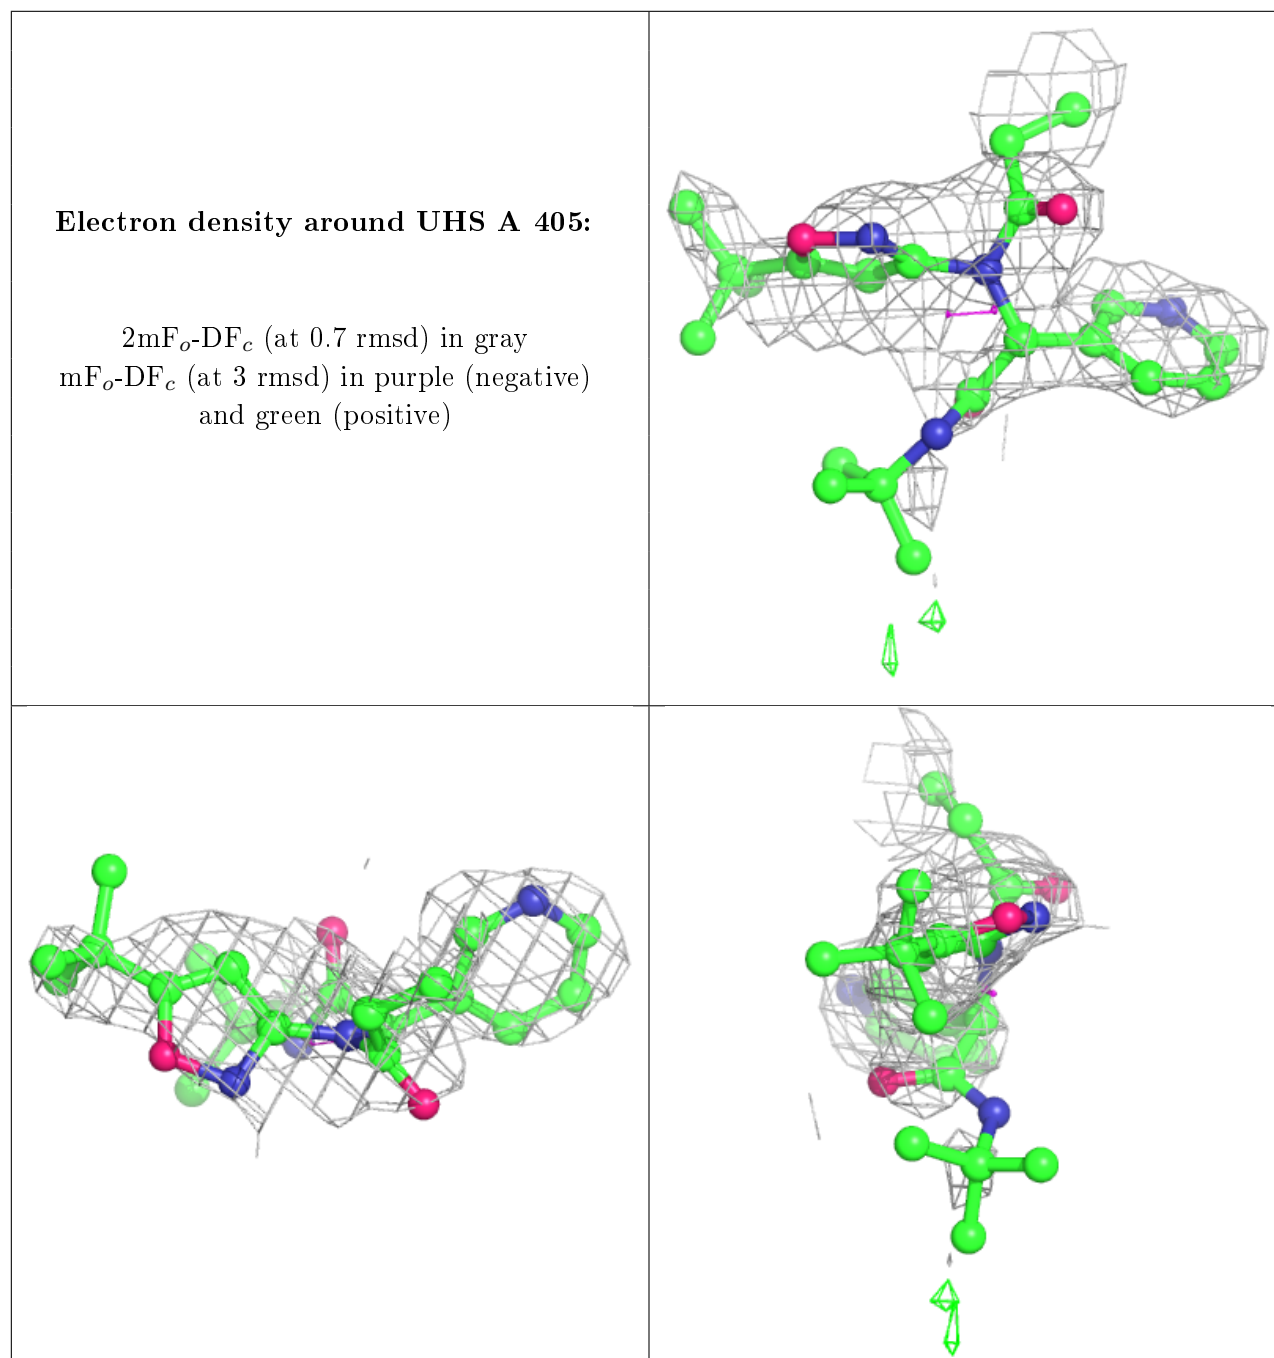 Electron density around UHS A 405:
2mFo-DFc (at 0.7 rmsd) in gray
mFo-DFc (at 3 rmsd) in purple (negative)
and green (positive)